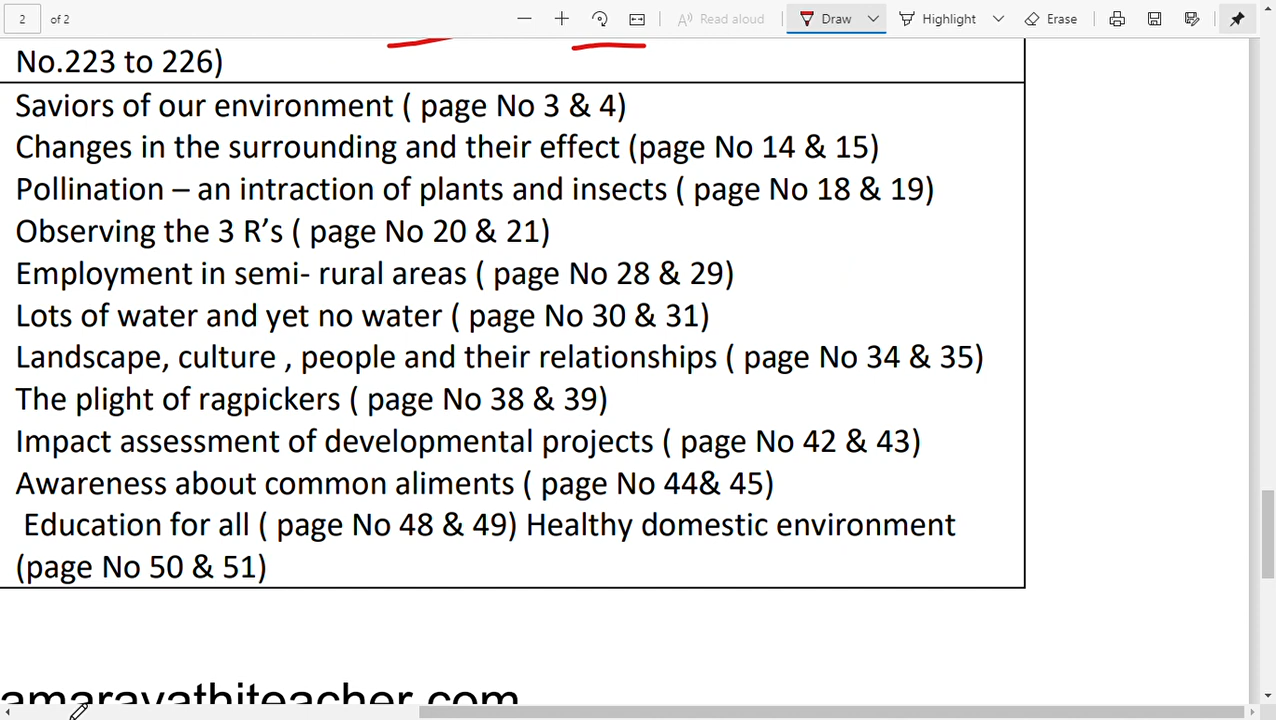 2 of 2 Read aloud Draw Highlight Erase
No.223 to 226)
Saviors of our environment ( page No 3 & 4)
Changes in the surrounding and their effect (page No 14 & 15)
Pollination – an intraction of plants and insects ( page No 18 & 19)
Observing the 3 R’s ( page No 20 & 21)
Employment in semi- rural areas ( page No 28 & 29)
Lots of water and yet no water ( page No 30 & 31)
Landscape, culture , people and their relationships ( page No 34 & 35)
The plight of ragpickers ( page No 38 & 39)
Impact assessment of developmental projects ( page No 42 & 43)
Awareness about common aliments ( page No 44& 45)
Education for all ( page No 48 & 49) Healthy domestic environment
(page No 50 & 51)
amaravathiteacher.com